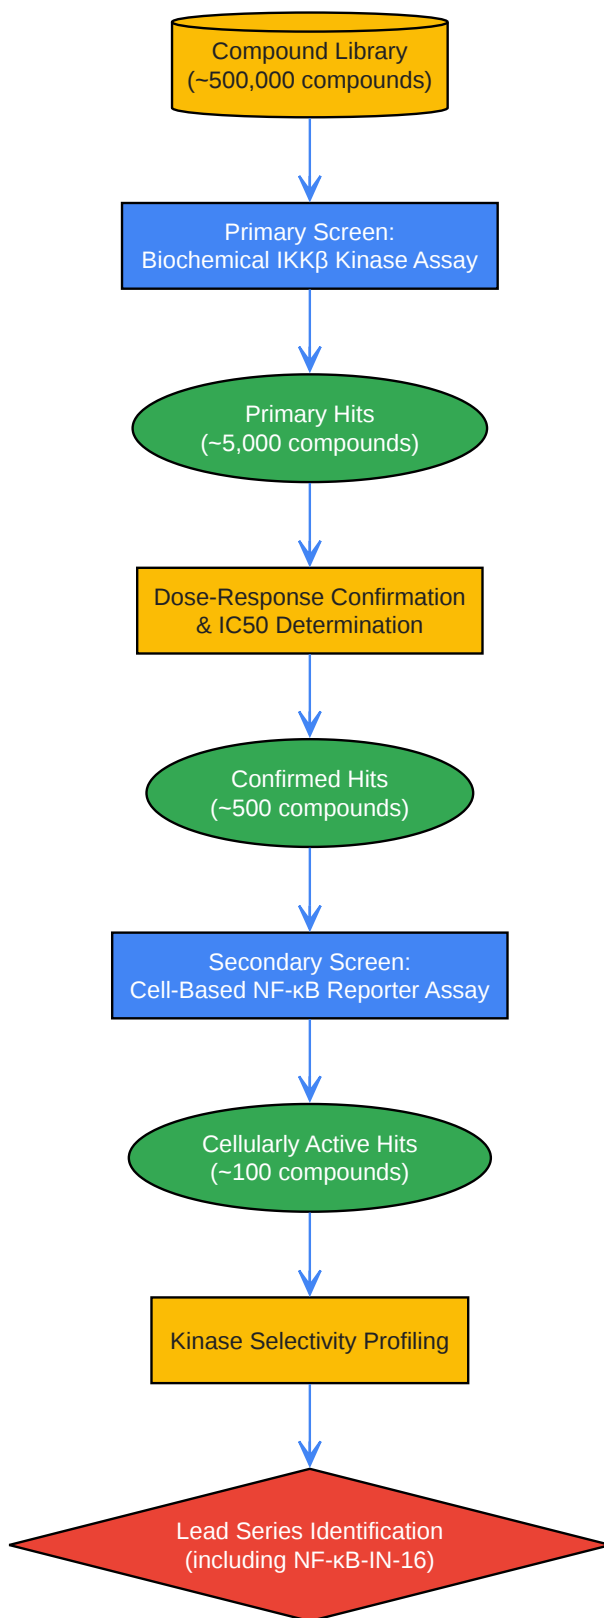 Compound Library
(~500,000 compounds)
Primary Screen:
Biochemical IKKβ Kinase Assay
Primary Hits
(~5,000 compounds)
Dose-Response Confirmation
& IC50 Determination
Confirmed Hits
(~500 compounds)
Secondary Screen:
Cell-Based NF-κB Reporter Assay
Cellularly Active Hits
(~100 compounds)
Kinase Selectivity Profiling
Lead Series Identification
(including NF-κB-IN-16)